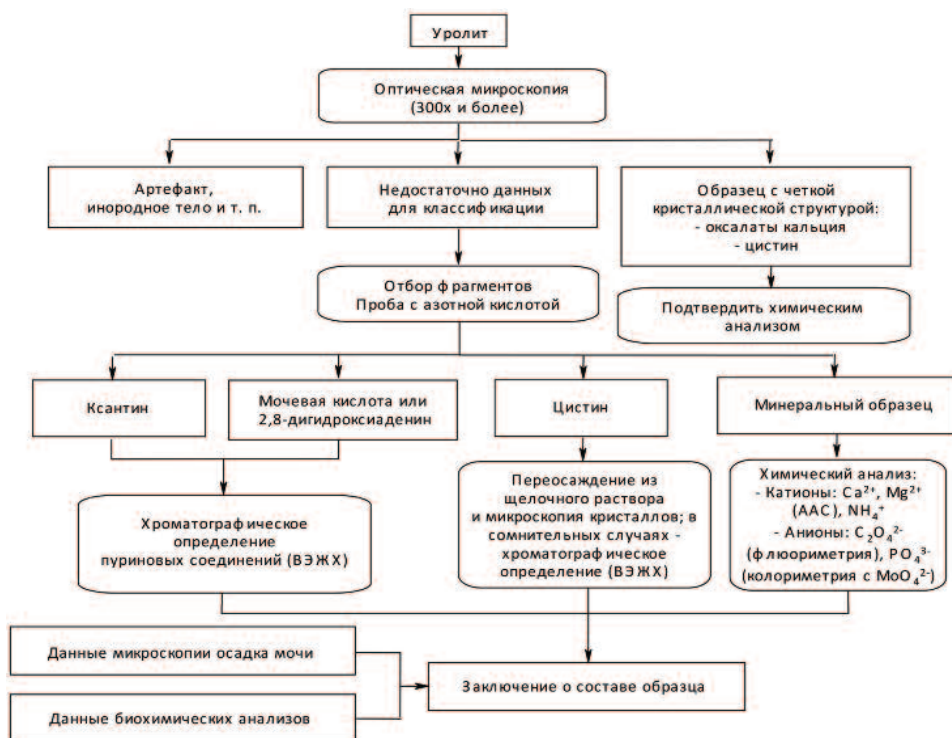 Уролит
Оптическая микроскопия
(300х и более)
Артефакт,
инородное тело и т. п.
Недостаточно данных
для классификации
Образец с четкой
кристаллической структурой:
- оксалаты кальция
- цистин
Отбор фрагментов
Проба с азотной кислотой
Подтвердить химическим
анализом
Ксантин
Мочевая кислота или
2,8-дигидроксиаденин
Цистин
Минеральный образец
Хроматографическое
определение
пуриновых соединений (ВЭЖХ)
Переосаждение из
щелочного раствора
и микроскопия кристаллов; в
сомнительных случаях -
хроматографическое
определение (ВЭЖХ)
Химический анализ:
- Катионы: Ca²⁺, Mg²⁺
(ААС), NH₄⁺
- Анионы: C₂O₄²⁻
(флюориметрия), PO₄³⁻
(колориметрия с MoO₄²⁻)
Данные микроскопии осадка мочи
Заключение о составе образца
Данные биохимических анализов